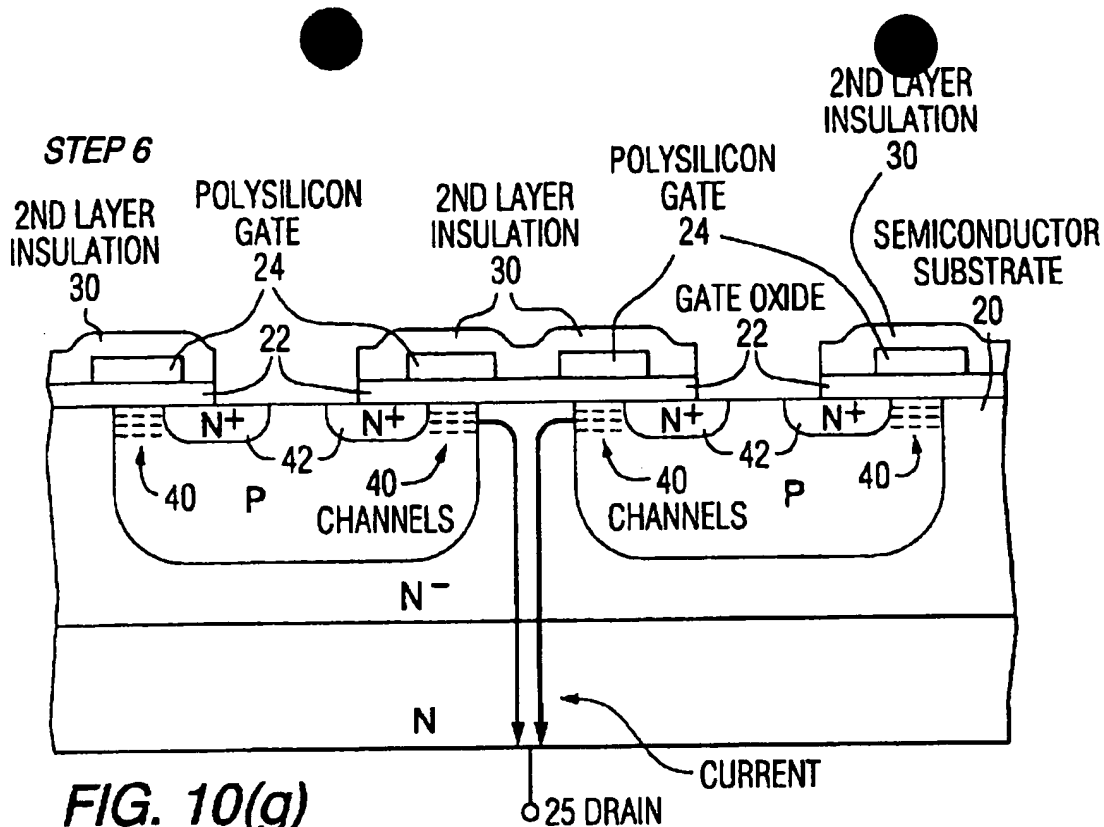 2ND LAYER
INSULATION
30
STEP 6
POLYSILICON
GATE
24
2ND LAYER
INSULATION
30
POLYSILICON
GATE
24
2ND LAYER
INSULATION
30
SEMICONDUCTOR
SUBSTRATE
20
GATE OXIDE
22
22
N+
N+
N+
N+
42
42
40
P
40
CHANNELS
40
CHANNELS
P
40
N−
N
CURRENT
25 DRAIN
FIG. 10(g)